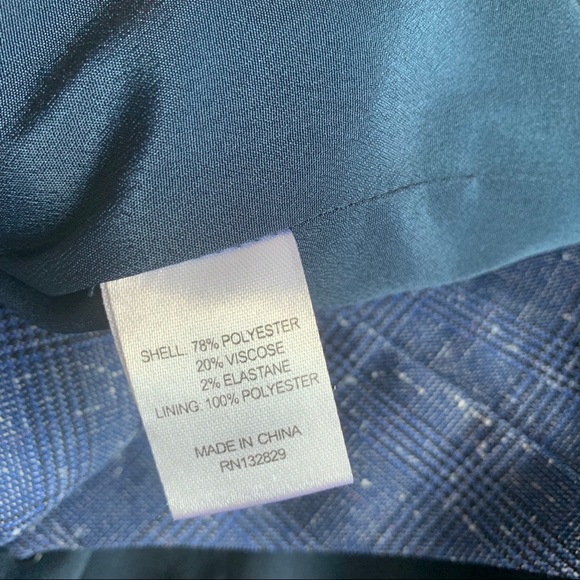 SHELL: 78% POLYESTER
20% VISCOSE
2% ELASTANE
LINING: 100% POLYESTER
MADE IN CHINA
RN132829